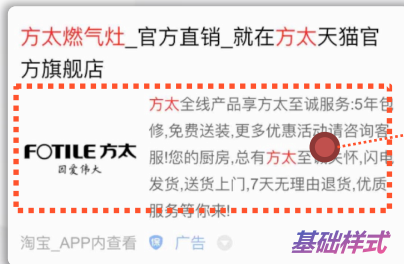 方太燃气灶_官方直销_就在方太天猫官
方旗舰店
方太全线产品享方太至诚服务:5年包
修,免费送装,更多优惠活动请咨询客
服!您的厨房,总有方太至诚关怀,闪电
发货,送货上门,7天无理由退货,优质
服务等你来!
FOTILE 方太
因爱伟大
淘宝_APP内查看 广告
基础样式